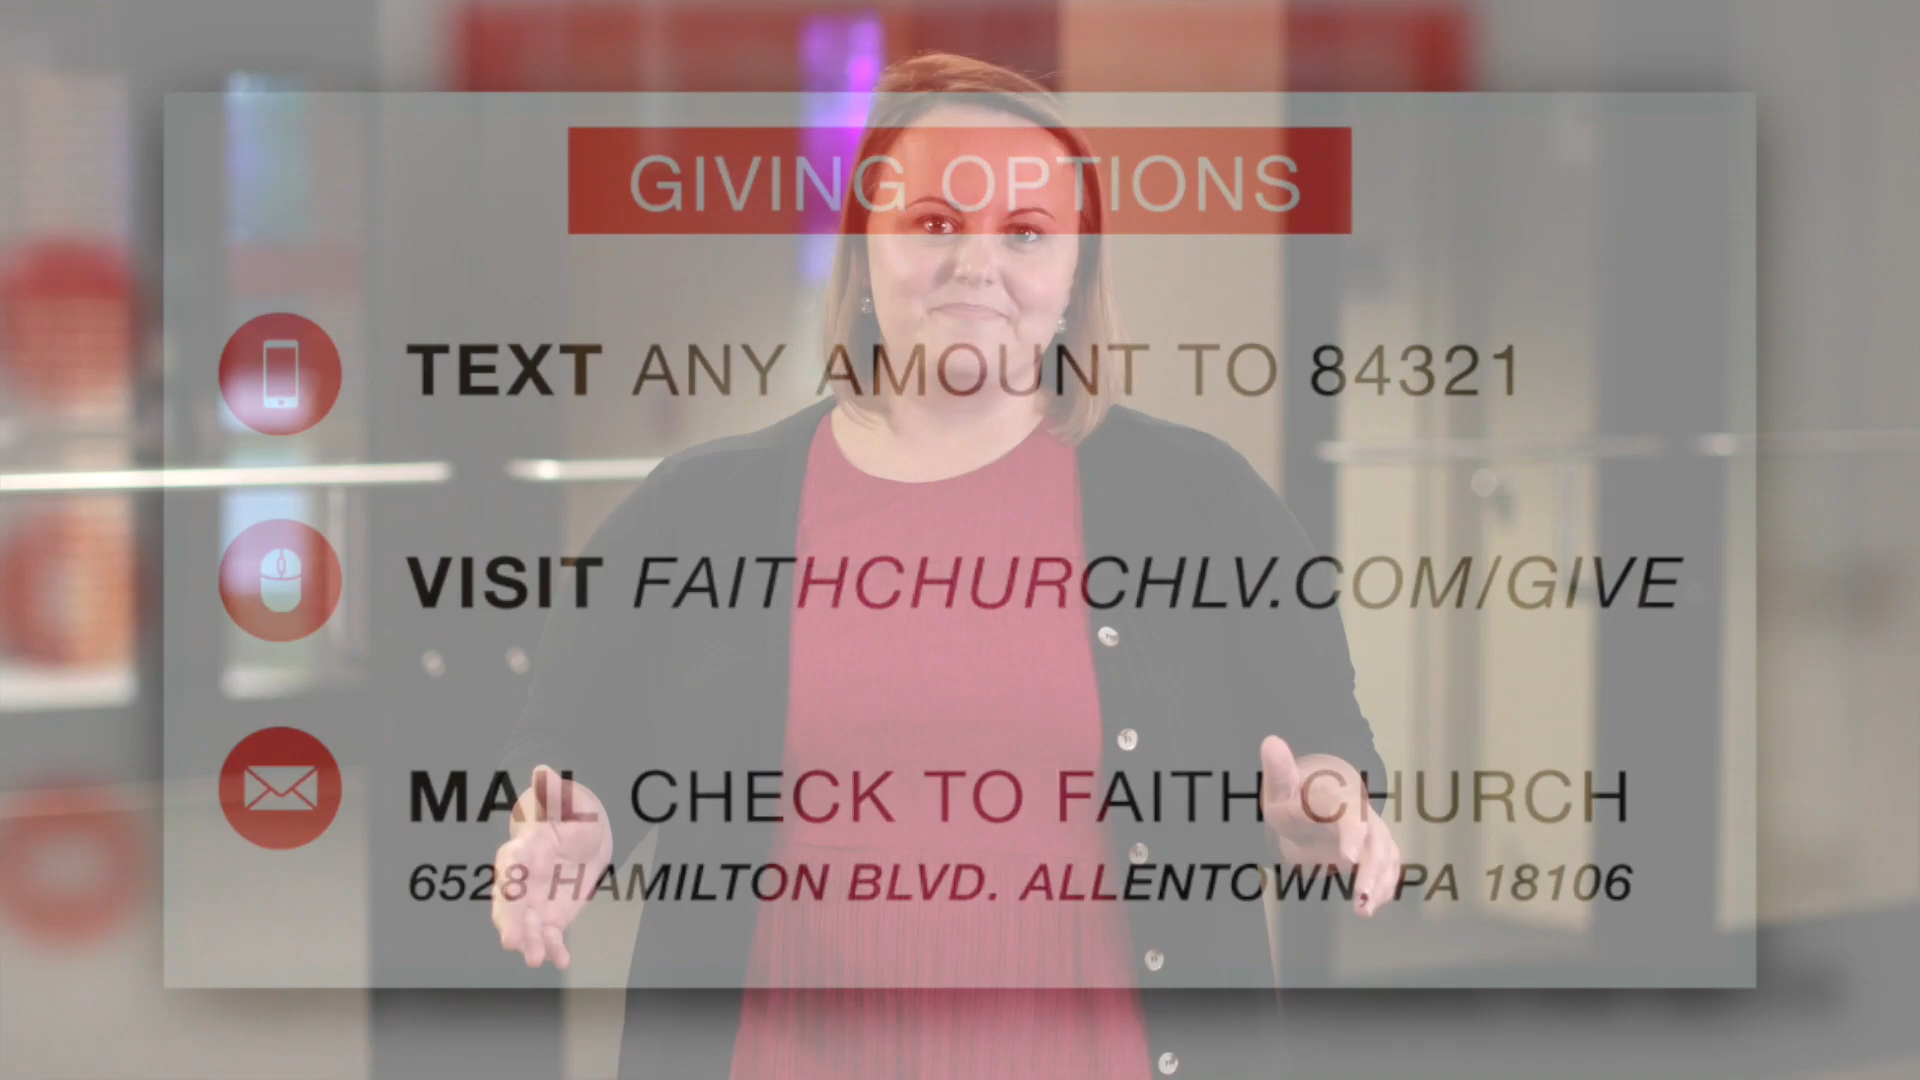 GIVING OPTIONS
TEXT ANY AMOUNT TO 84321
VISIT FAITHCHURCHLV.COM/GIVE
MAIL CHECK TO FAITH CHURCH
6528 HAMILTON BLVD. ALLENTOWN, PA 18106